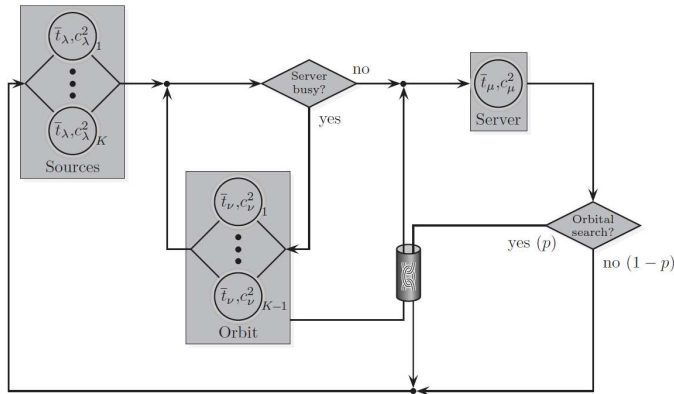 t̄λ,c²λ 1
t̄λ,c²λ K
Sources
Server
busy?
no
yes
t̄μ,c²μ
Server
t̄ν,c²ν 1
t̄ν,c²ν K−1
Orbit
Orbital
search?
yes (p)
no (1 − p)